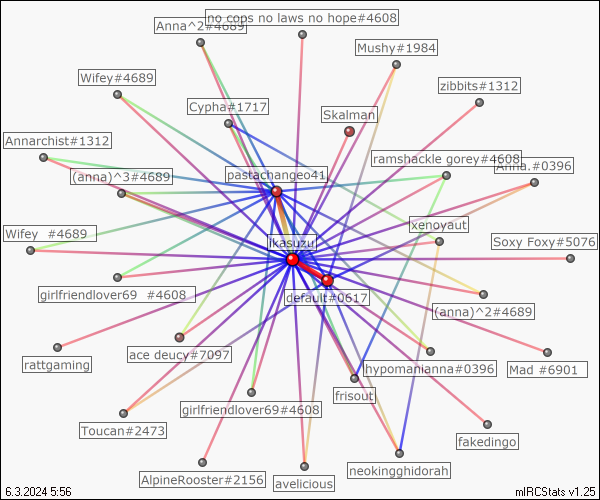 no cops no laws no hope#4608
Anna^2#4689
Mushy#1984
Wifey#4689
zibbits#1312
Cypha#1717
Skalman
Annarchist#1312
ramshackle gorey#4608
Anna.#0396
(anna)^3#4689
pastachangeo41
xenoyaut
Wifey  #4689
ikasuzu
Soxy Foxy#5076
girlfriendlover69  #4608
default#0617
(anna)^2#4689
rattgaming
ace deucy#7097
hypomanianna#0396
Mad #6901
frisout
girlfriendlover69#4608
Toucan#2473
fakedingo
AlpineRooster#2156
avelicious
neokingghidorah
6.3.2024 5:56
mIRCStats v1.25